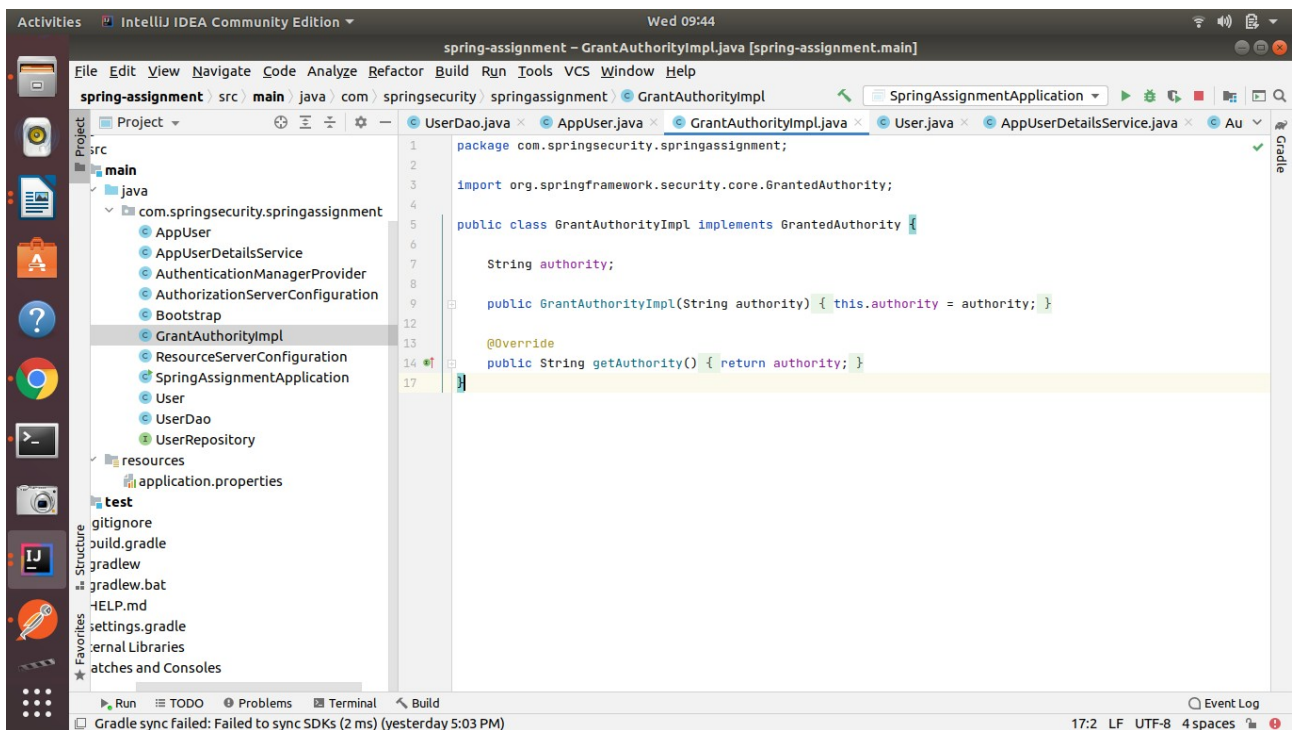 Activities IntelliJ IDEA Community Edition Wed 09:44
spring-assignment – GrantAuthorityImpl.java [spring-assignment.main]
File Edit View Navigate Code Analyze Refactor Build Run Tools VCS Window Help
spring-assignment src main java com springsecurity springassignment GrantAuthorityImpl SpringAssignmentApplication
Project
Project
UserDao.java AppUser.java GrantAuthorityImpl.java User.java AppUserDetailsService.java Au
Gradle
src
main
java
com.springsecurity.springassignment
AppUser
AppUserDetailsService
AuthenticationManagerProvider
AuthorizationServerConfiguration
Bootstrap
GrantAuthorityImpl
ResourceServerConfiguration
SpringAssignmentApplication
User
UserDao
UserRepository
resources
application.properties
test
gitignore
build.gradle
gradlew
gradlew.bat
HELP.md
settings.gradle
ternal Libraries
atches and Consoles
Structure
Favorites
1 package com.springsecurity.springassignment;
2
3 import org.springframework.security.core.GrantedAuthority;
4
5 public class GrantAuthorityImpl implements GrantedAuthority {
6
7 String authority;
8
9 public GrantAuthorityImpl(String authority) { this.authority = authority; }
12
13 @Override
14 public String getAuthority() { return authority; }
17 }
Run TODO Problems Terminal Build Event Log
Gradle sync failed: Failed to sync SDKs (2 ms) (yesterday 5:03 PM) 17:2 LF UTF-8 4 spaces